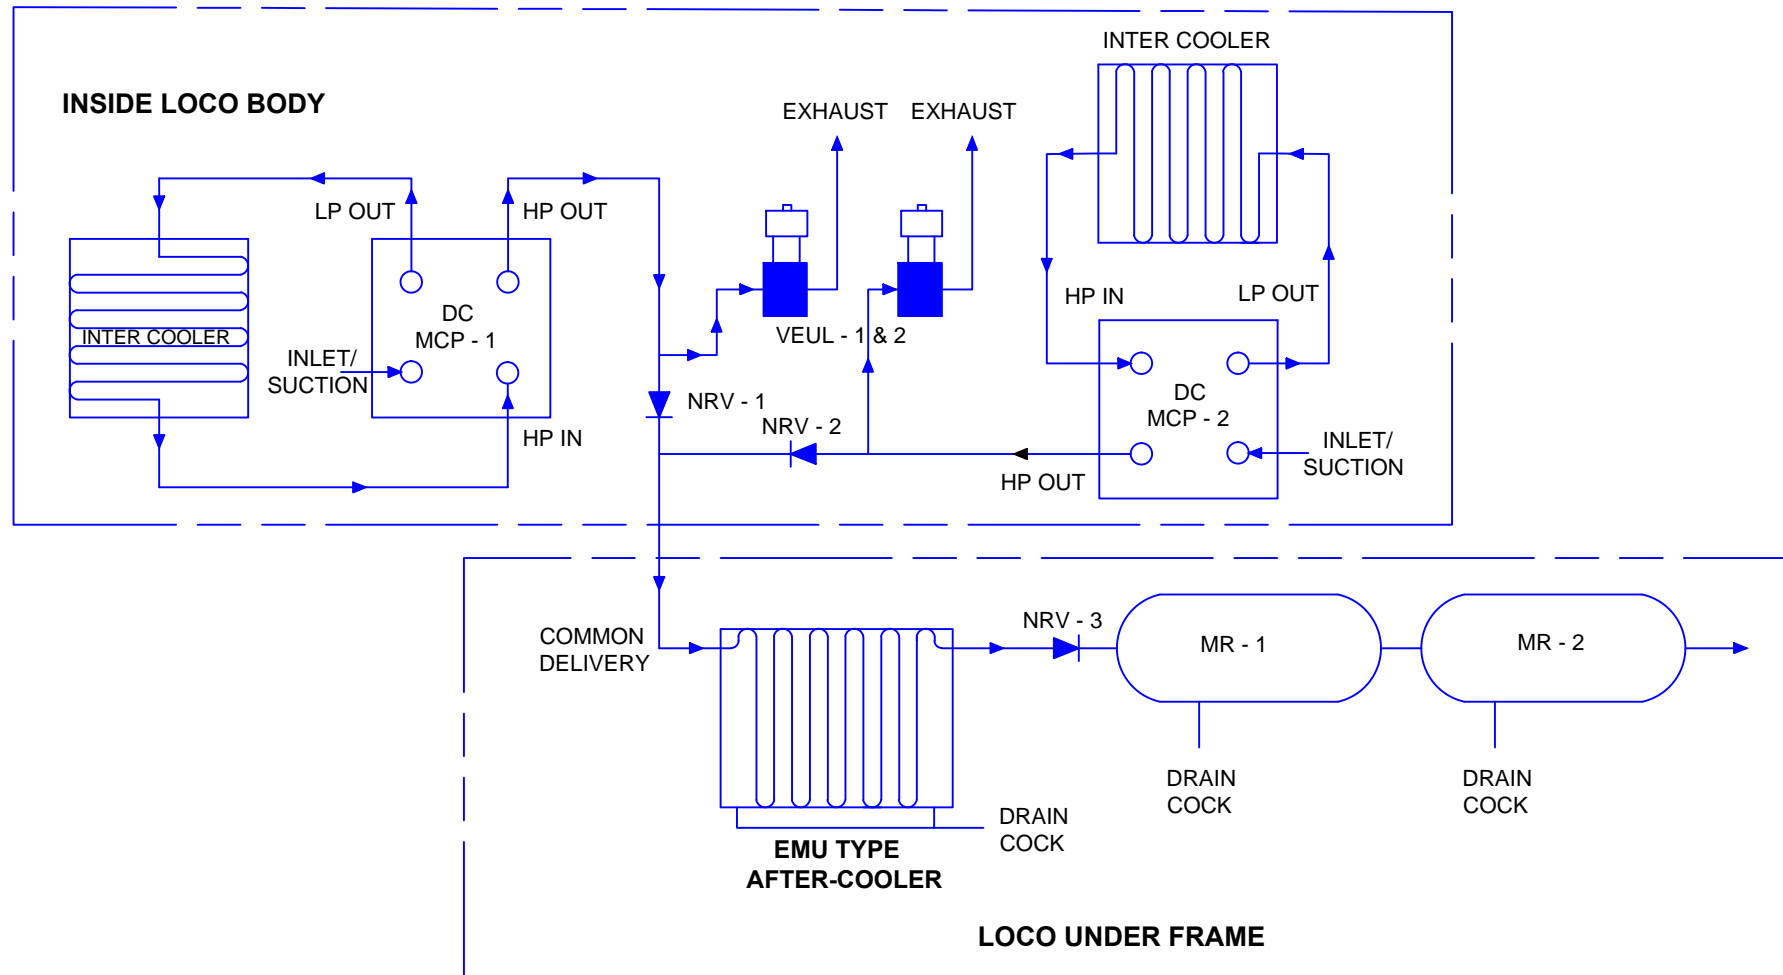 INTER COOLER
INSIDE LOCO BODY
EXHAUST
EXHAUST
LP OUT
HP OUT
HP IN
LP OUT
DC
MCP - 1
INTER COOLER
INLET/
SUCTION
VEUL - 1 & 2
NRV - 1
NRV - 2
HP IN
DC
MCP - 2
INLET/
SUCTION
HP OUT
COMMON
DELIVERY
NRV - 3
MR - 1
MR - 2
DRAIN
COCK
DRAIN
COCK
DRAIN
COCK
EMU TYPE
AFTER-COOLER
LOCO UNDER FRAME